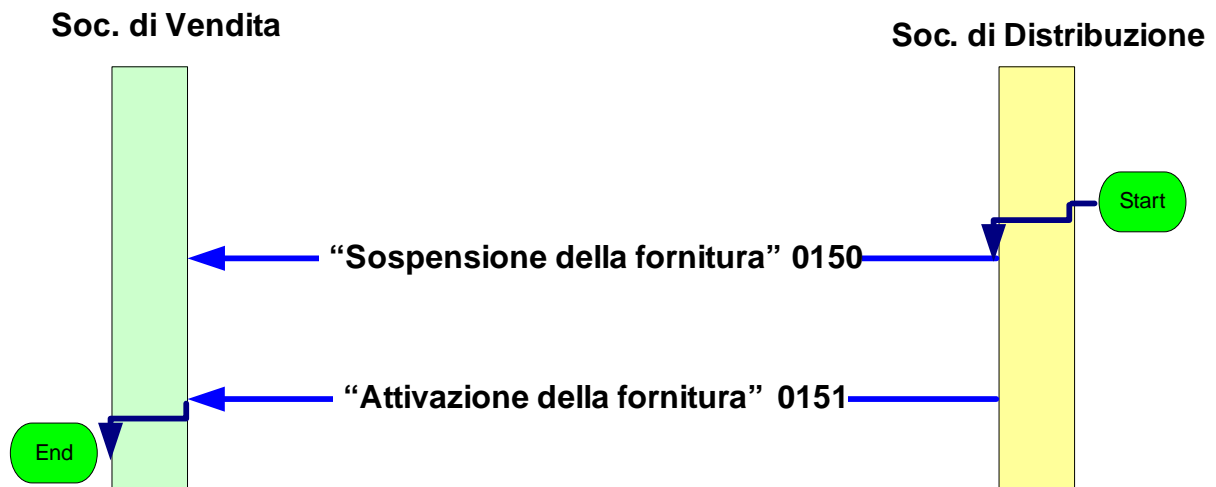 Soc. di Vendita
Soc. di Distribuzione
Start
“Sospensione della fornitura” 0150
“Attivazione della fornitura” 0151
End